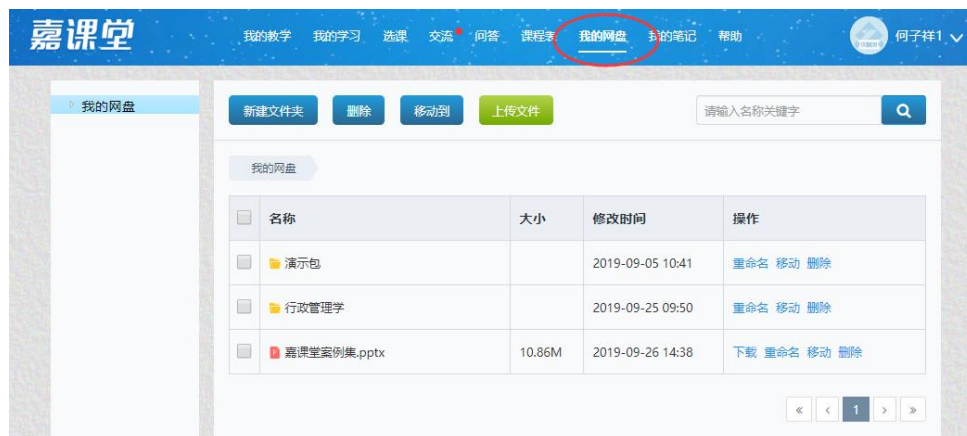 嘉课堂 我的教学 我的学习 选课 交流 问答 课程表 我的网盘 我的笔记 帮助 何子祥1
我的网盘
新建文件夹 删除 移动到 上传文件 请输入名称关键字
我的网盘
名称 大小 修改时间 操作
演示包 2019-09-05 10:41 重命名 移动 删除
行政管理学 2019-09-25 09:50 重命名 移动 删除
嘉课堂案例集.pptx 10.86M 2019-09-26 14:38 下载 重命名 移动 删除
« ‹ 1 › »